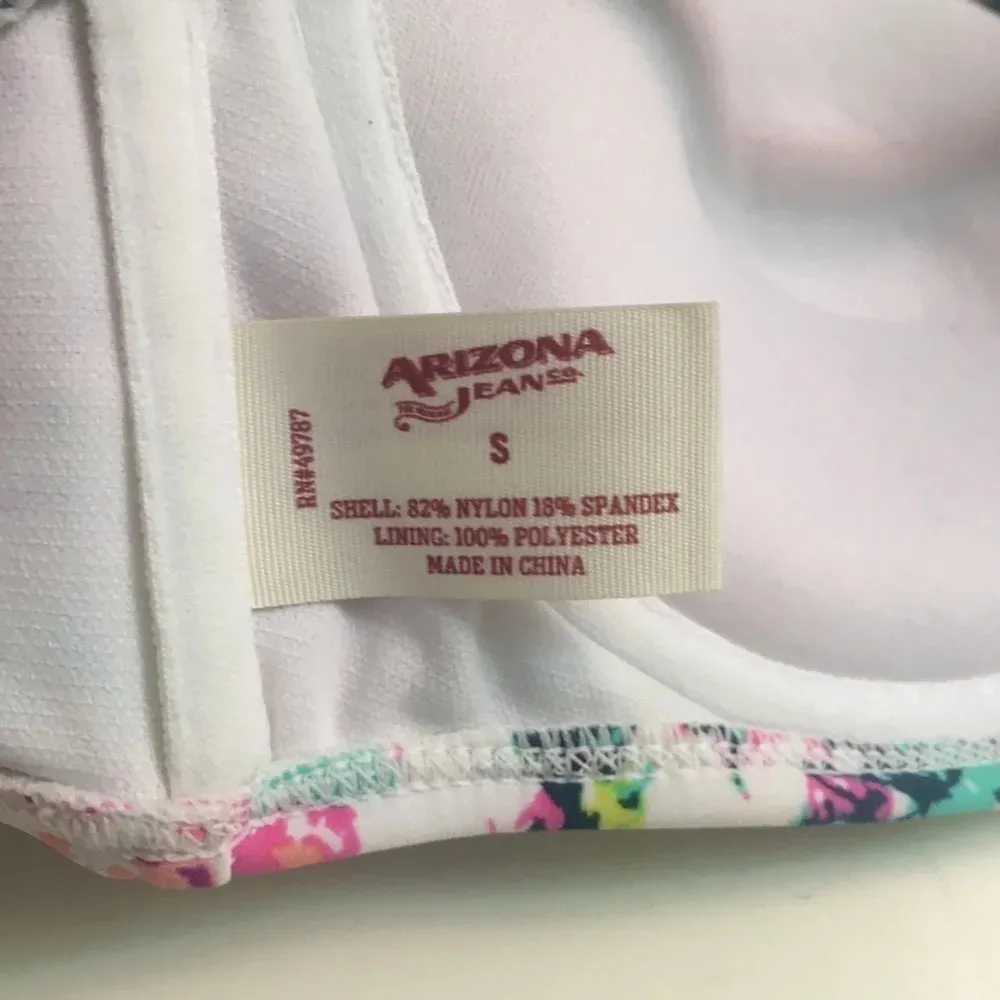 ARIZONA
JEAN CO.
S
RN#49787
SHELL: 82% NYLON 18% SPANDEX
LINING: 100% POLYESTER
MADE IN CHINA